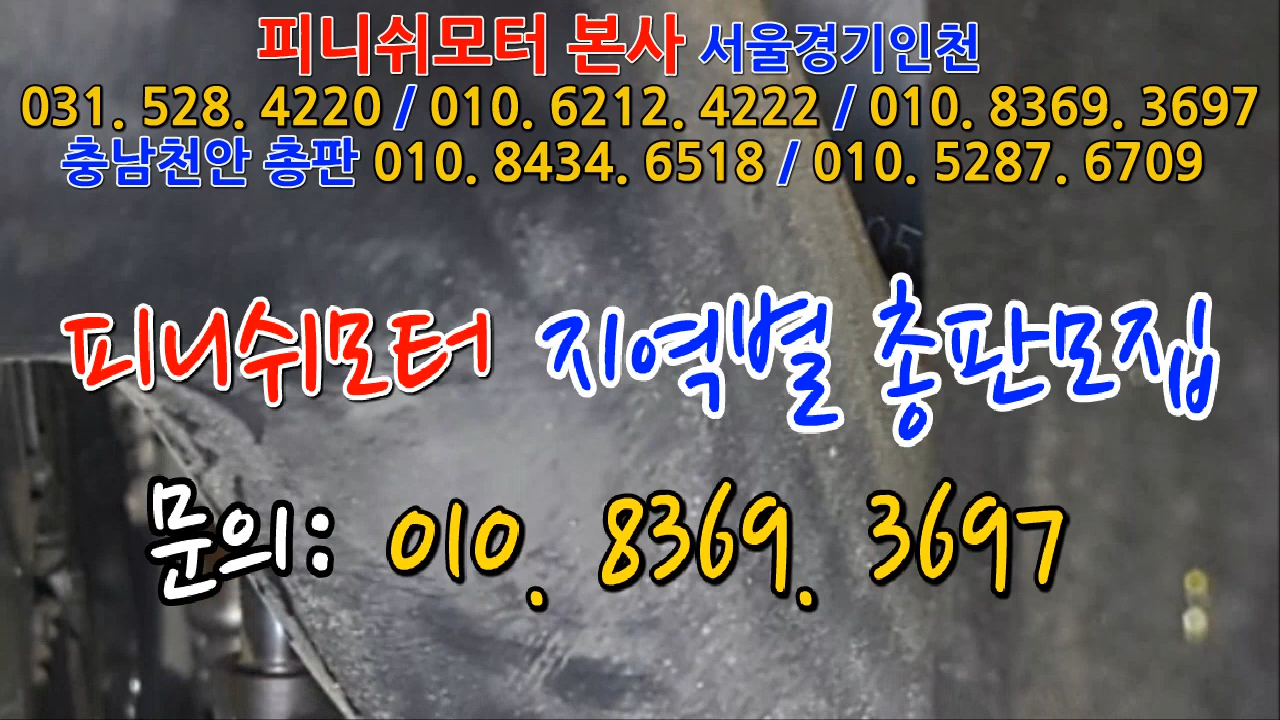 피니쉬모터 본사 서울경기인천
031. 528. 4220 / 010. 6212. 4222 / 010. 8369. 3697
충남천안 총판 010. 8434. 6518 / 010. 5287. 6709
05
피니쉬모터 지역별 총판모집
문의: 010. 8369. 3697